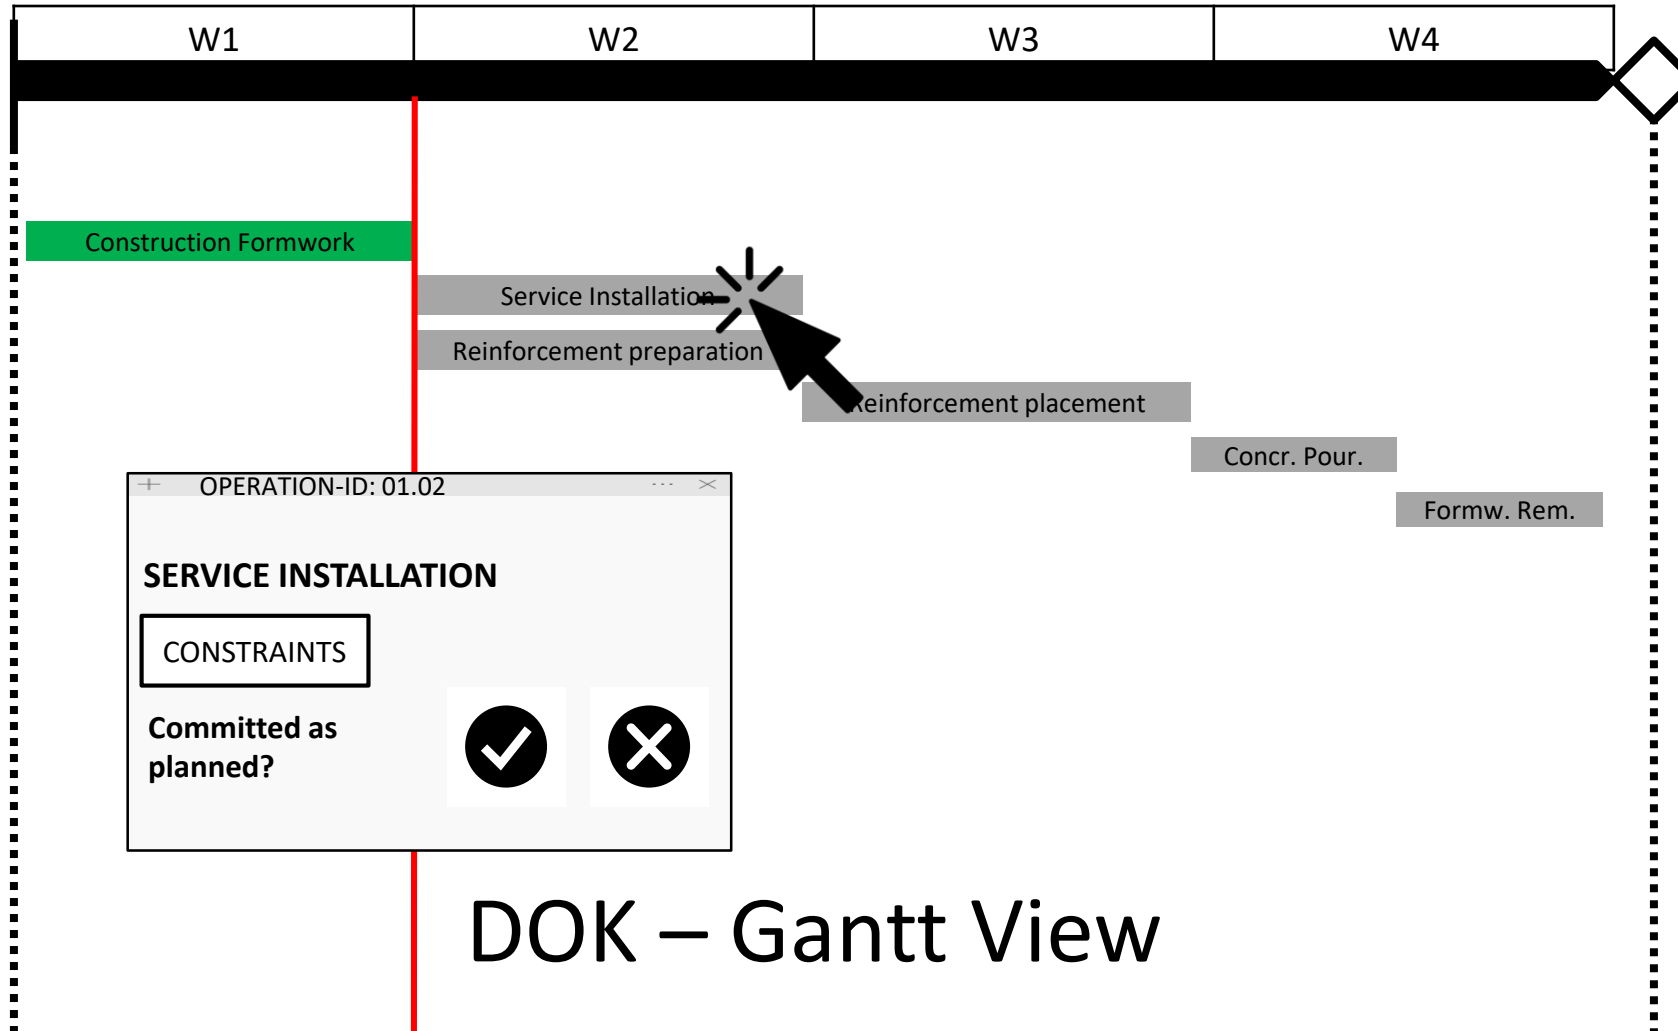 W1 W2 W3 W4
Construction Formwork
Service Installation
Reinforcement preparation
Reinforcement placement
Concr. Pour.
Formw. Rem.
OPERATION-ID: 01.02
SERVICE INSTALLATION
CONSTRAINTS
Committed as
planned?
DOK – Gantt View